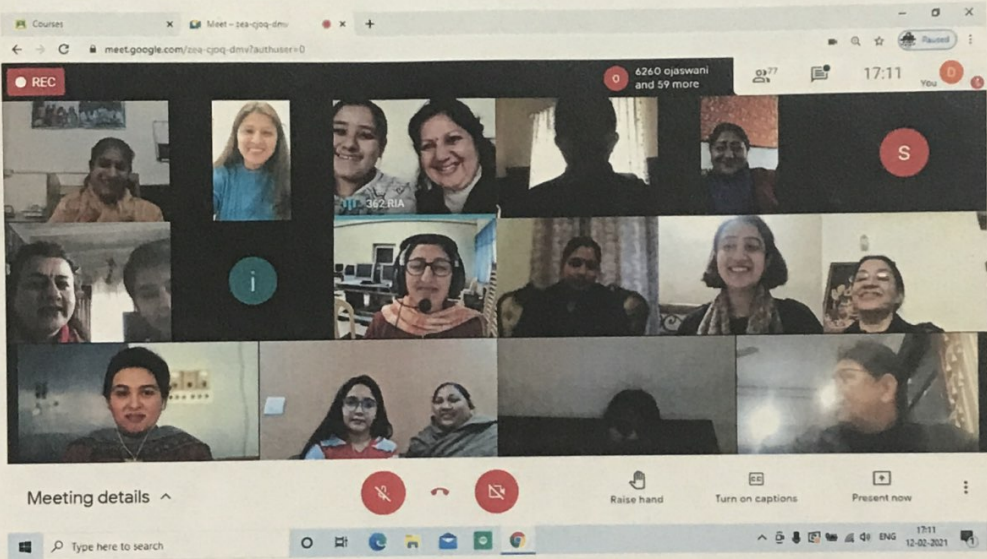 Courses
Meet – zea-cjoq-dmv
meet.google.com/zea-cjoq-dmv?authuser=0
Paused
REC
6260 ojaswani
and 59 more
77
17:11
You
D
S
362 RIA
i
Meeting details
Raise hand
Turn on captions
Present now
Type here to search
ENG
17:11
12-02-2021